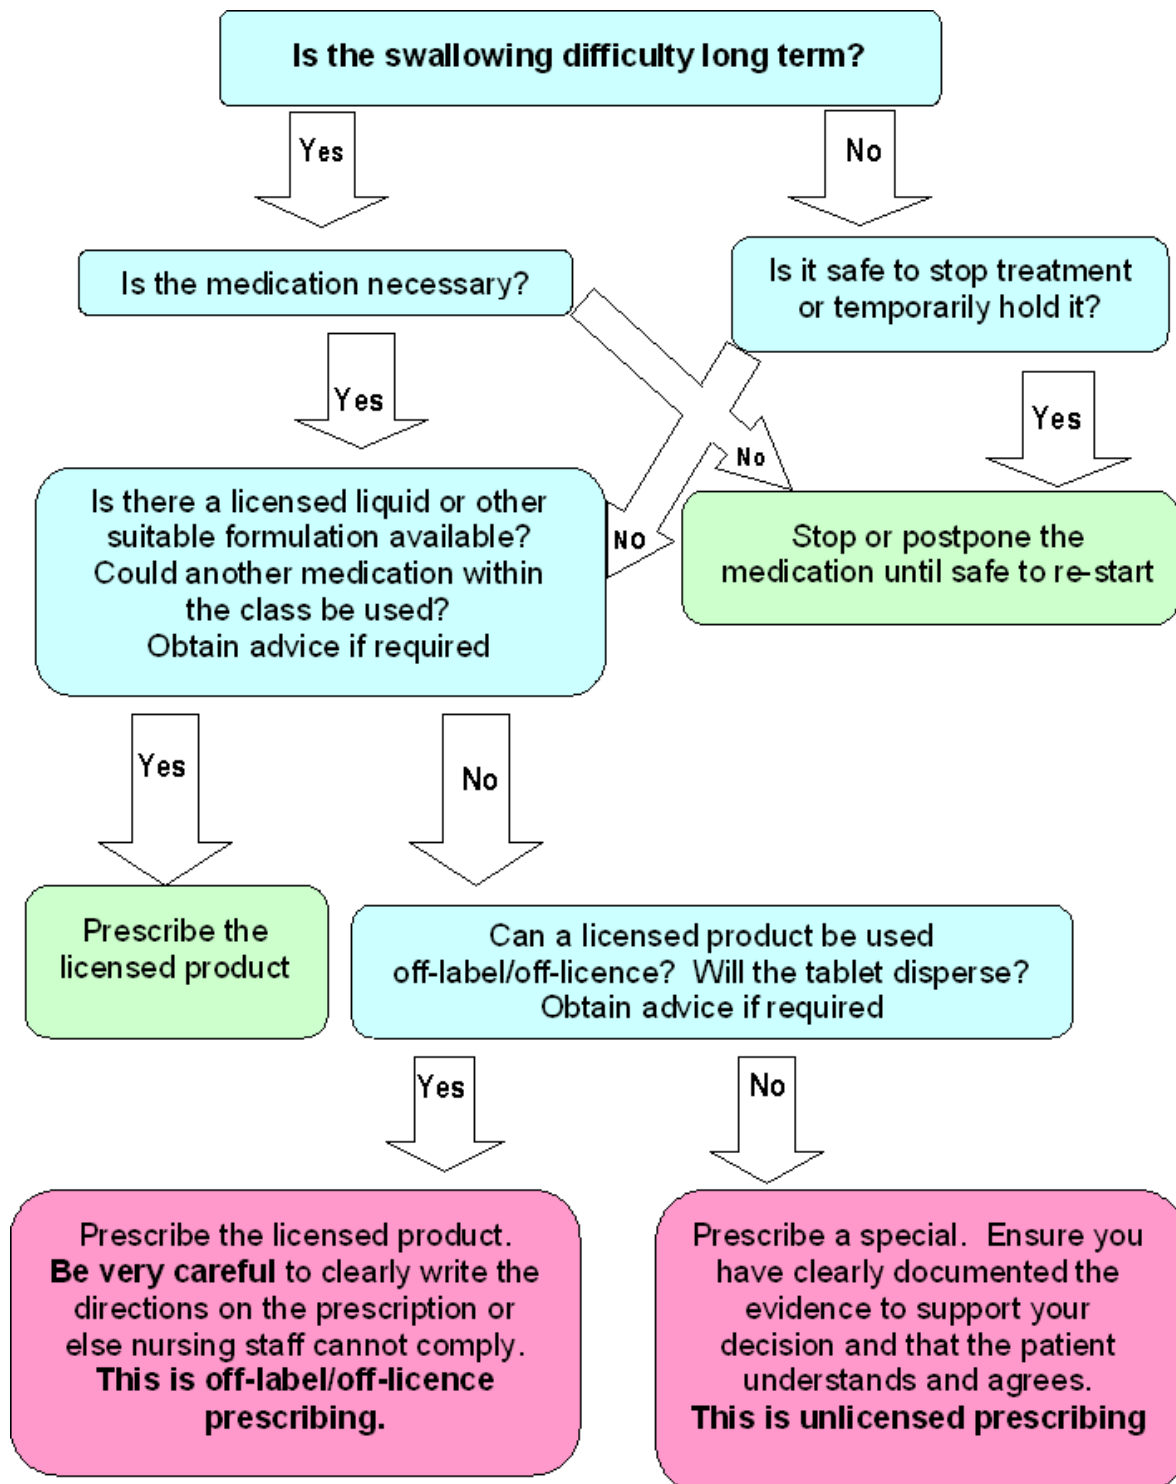 Is the swallowing difficulty long term?
Yes
No
Is the medication necessary?
Is it safe to stop treatment
or temporarily hold it?
Yes
Yes
No
No
Is there a licensed liquid or other
suitable formulation available?
Could another medication within
the class be used?
Obtain advice if required
Stop or postpone the
medication until safe to re-start
Yes
No
Prescribe the
licensed product
Can a licensed product be used
off-label/off-licence? Will the tablet disperse?
Obtain advice if required
Yes
No
Prescribe the licensed product.
Be very careful to clearly write the
directions on the prescription or
else nursing staff cannot comply.
This is off-label/off-licence
prescribing.
Prescribe a special. Ensure you
have clearly documented the
evidence to support your
decision and that the patient
understands and agrees.
This is unlicensed prescribing